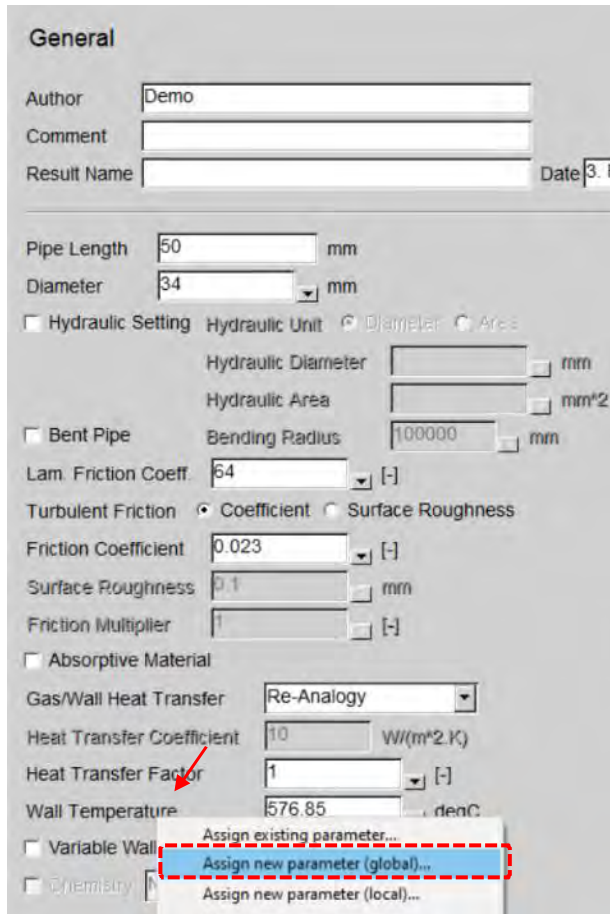 General
Author Demo
Comment
Result Name Date 3.
Pipe Length 50 mm
Diameter 34 mm
Hydraulic Setting Hydraulic Unit Diameter Area
Hydraulic Diameter mm
Hydraulic Area mm^2
Bent Pipe Bending Radius 100000 mm
Lam. Friction Coeff. 64 [-]
Turbulent Friction Coefficient Surface Roughness
Friction Coefficient 0.023 [-]
Surface Roughness 0.1 mm
Friction Multiplier 1 [-]
Absorptive Material
Gas/Wall Heat Transfer Re-Analogy
Heat Transfer Coefficient 10 W/(m^2.K)
Heat Transfer Factor 1 [-]
Wall Temperature 576.85 degC
Assign existing parameter...
Variable Wall
Assign new parameter (global)...
Chemistry
Assign new parameter (local)...